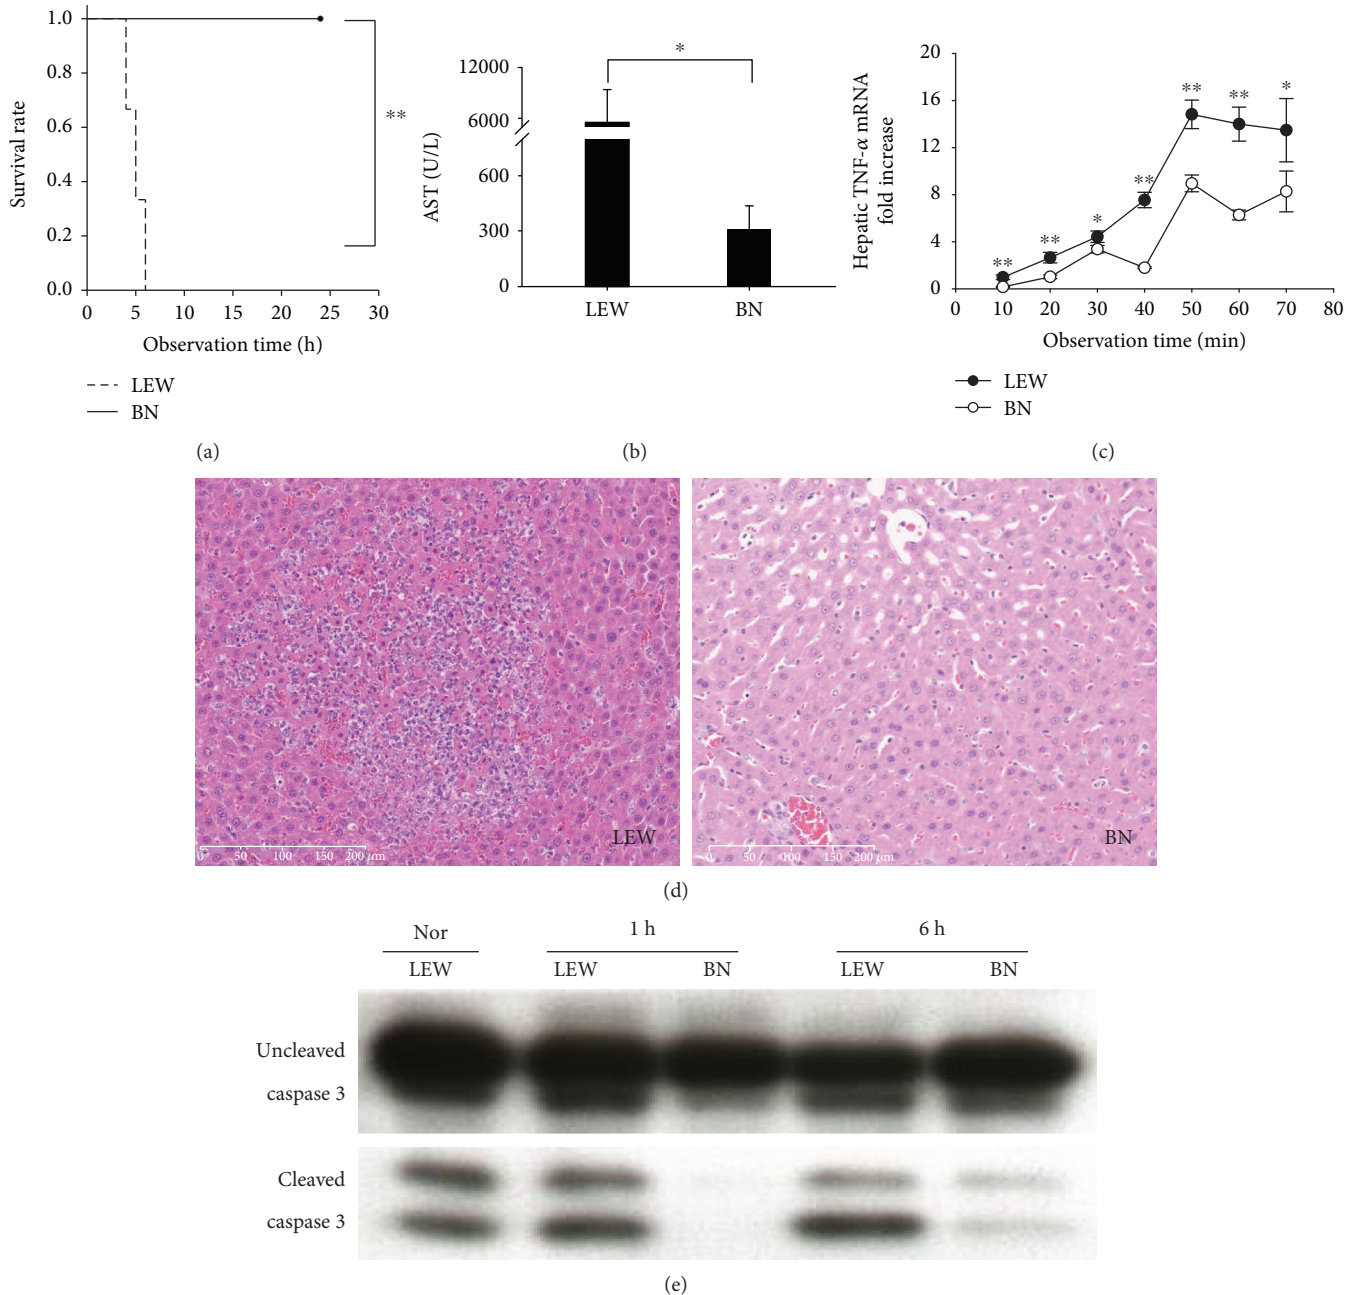 1.0
0.8
0.6
0.4
0.2
0.0
Survival rate
**
0 5 10 15 20 25 30
Observation time (h)
LEW
BN
(a)
12000
6000
600
300
0
AST (U/L)
*
LEW BN
(b)
20
16
12
8
4
0
Hepatic TNF-α mRNA
fold increase
** ** * ** ** ** *
0 10 20 30 40 50 60 70 80
Observation time (min)
LEW
BN
(c)
LEW
0 50 100 150 200 μm
BN
0 50 100 150 200 μm
(d)
Nor 1 h 6 h
LEW LEW BN LEW BN
Uncleaved
caspase 3
Cleaved
caspase 3
(e)